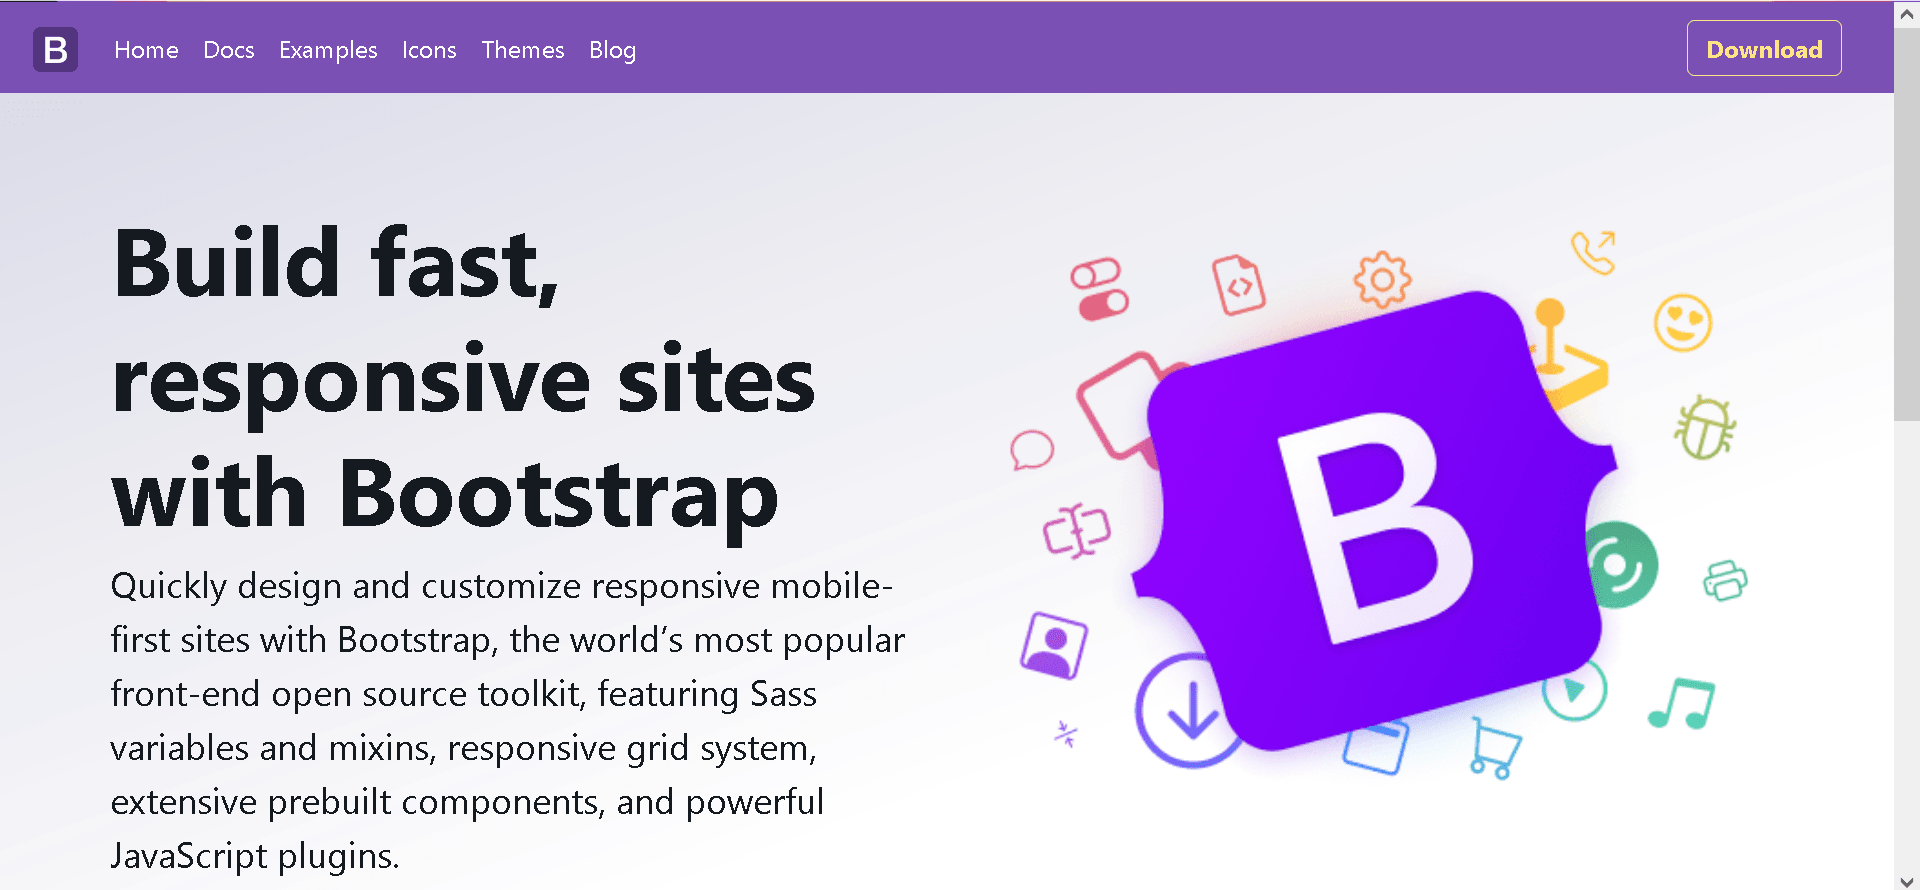 B Home Docs Examples Icons Themes Blog Download
Build fast,
responsive sites
with Bootstrap
Quickly design and customize responsive mobile-
first sites with Bootstrap, the world’s most popular
front-end open source toolkit, featuring Sass
variables and mixins, responsive grid system,
extensive prebuilt components, and powerful
JavaScript plugins.
B